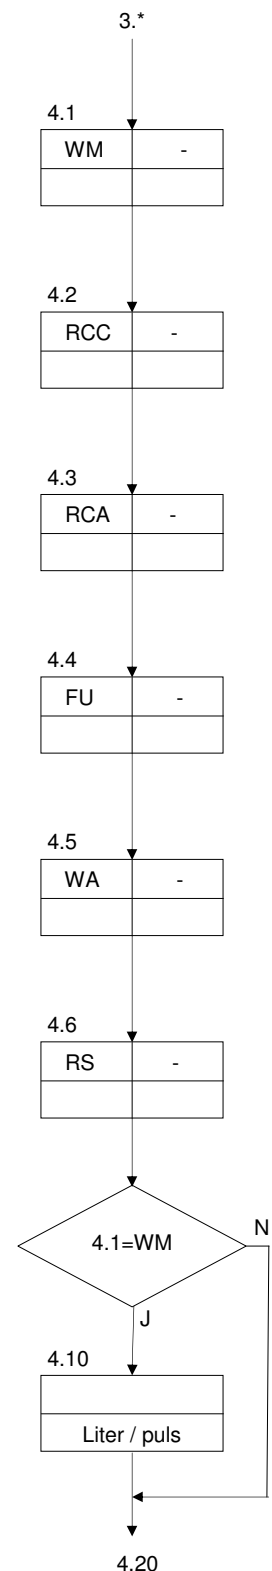 3.*
4.1
WM -
4.2
RCC -
4.3
RCA -
4.4
FU -
4.5
WA -
4.6
RS -
4.1=WM
N
J
4.10
Liter / puls
4.20